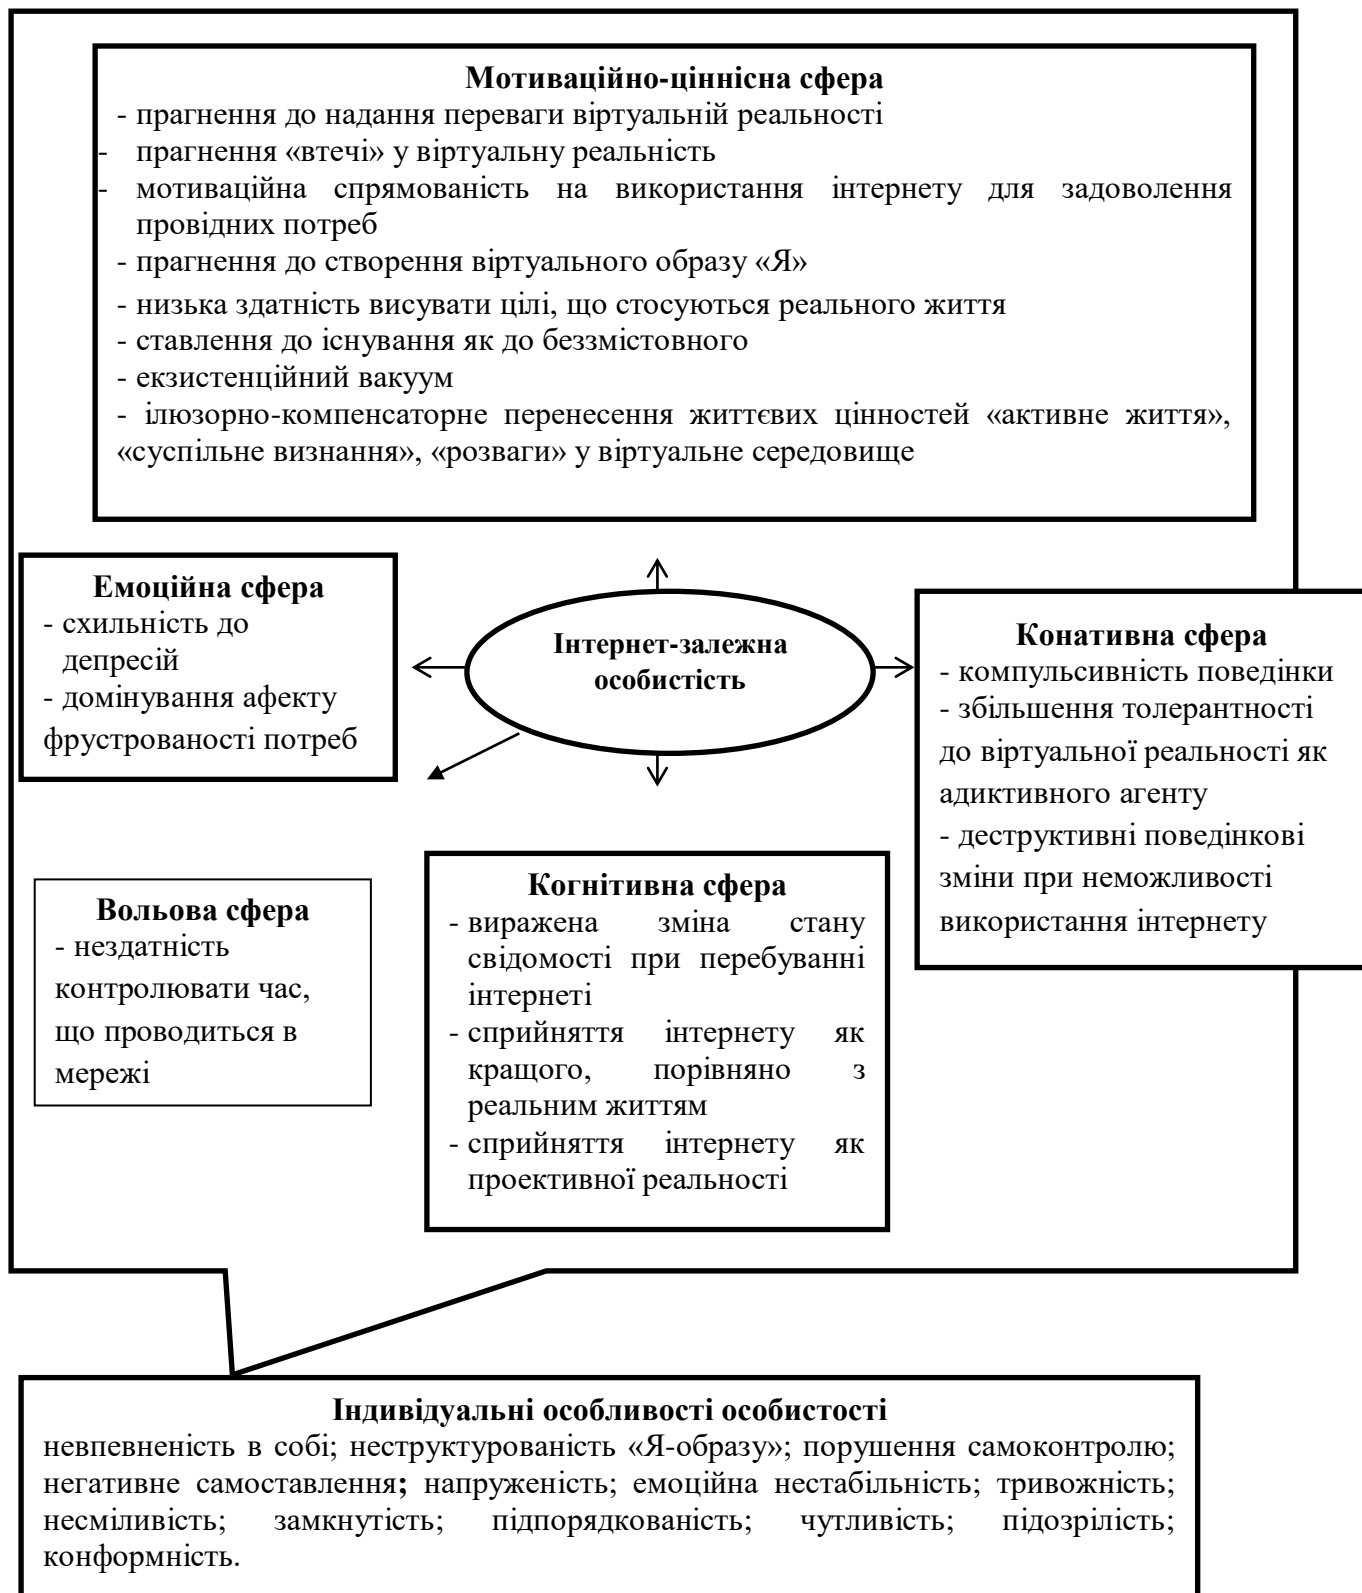 Мотиваційно-ціннісна сфера
- прагнення до надання переваги віртуальній реальності
- прагнення «втечі» у віртуальну реальність
- мотиваційна спрямованість на використання інтернету для задоволення
провідних потреб
- прагнення до створення віртуального образу «Я»
- низька здатність висувати цілі, що стосуються реального життя
- ставлення до існування як до беззмістовного
- екзистенційний вакуум
- ілюзорно-компенсаторне перенесення життєвих цінностей «активне життя»,
«суспільне визнання», «розваги» у віртуальне середовище
Емоційна сфера
- схильність до
депресій
- домінування афекту
фрустрованості потреб
Інтернет-залежна
особистість
Конативна сфера
- компульсивність поведінки
- збільшення толерантності
до віртуальної реальності як
адиктивного агенту
- деструктивні поведінкові
зміни при неможливості
використання інтернету
Вольова сфера
- нездатність
контролювати час,
що проводиться в
мережі
Когнітивна сфера
- виражена зміна стану
свідомості при перебуванні
інтернеті
- сприйняття інтернету як
кращого, порівняно з
реальним життям
- сприйняття інтернету як
проективної реальності
Індивідуальні особливості особистості
невпевненість в собі; неструктурованість «Я-образу»; порушення самоконтролю;
негативне самоставлення; напруженість; емоційна нестабільність; тривожність;
несміливість; замкнутість; підпорядкованість; чутливість; підозрілість;
конформність.